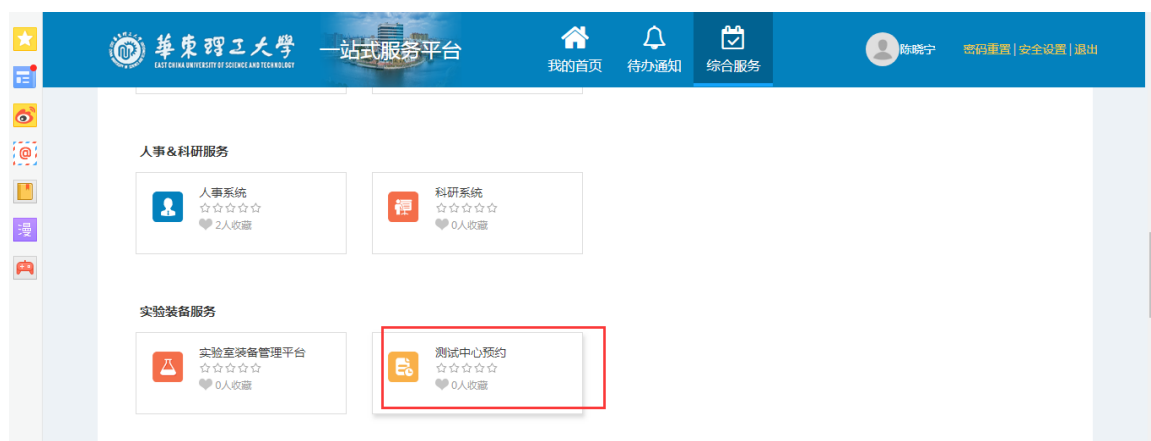 華東理工大學
EAST CHINA UNIVERSITY OF SCIENCE AND TECHNOLOGY
一站式服务平台
我的首页
待办通知
综合服务
陈晓宁
密码重置|安全设置|退出
@
漫
人事&科研服务
人事系统
2人收藏
科研系统
0人收藏
实验装备服务
实验室装备管理平台
0人收藏
测试中心预约
0人收藏